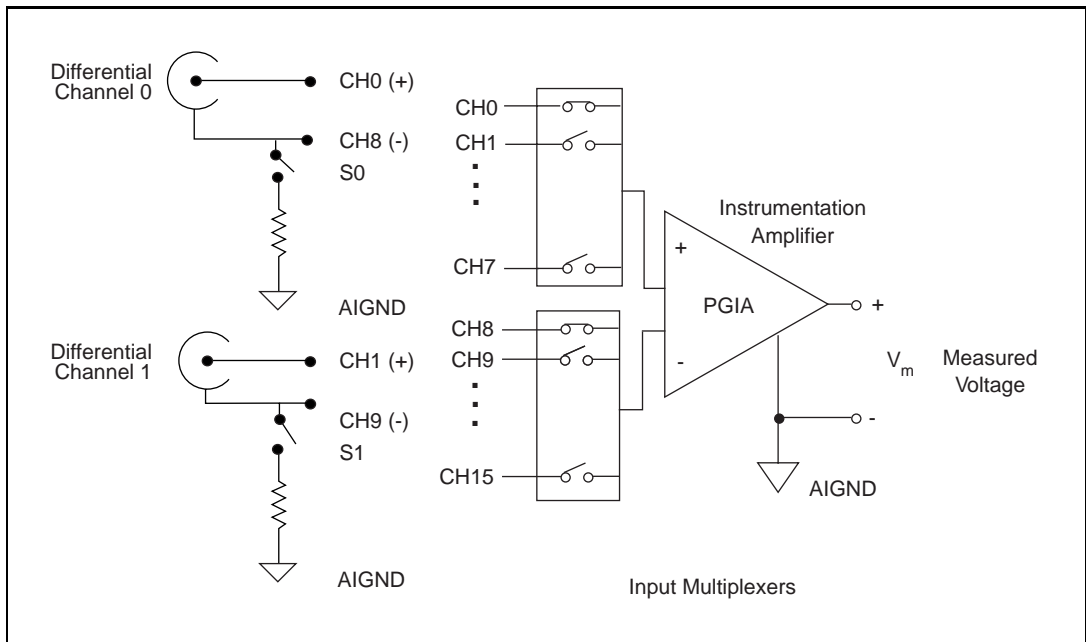 Differential
Channel 0
CH0 (+)
CH8 (-)
S0
AIGND
Differential
Channel 1
CH1 (+)
CH9 (-)
S1
AIGND
CH0
CH1
CH7
CH8
CH9
CH15
Instrumentation
Amplifier
+
PGIA
-
+
Vm
Measured
Voltage
-
AIGND
Input Multiplexers